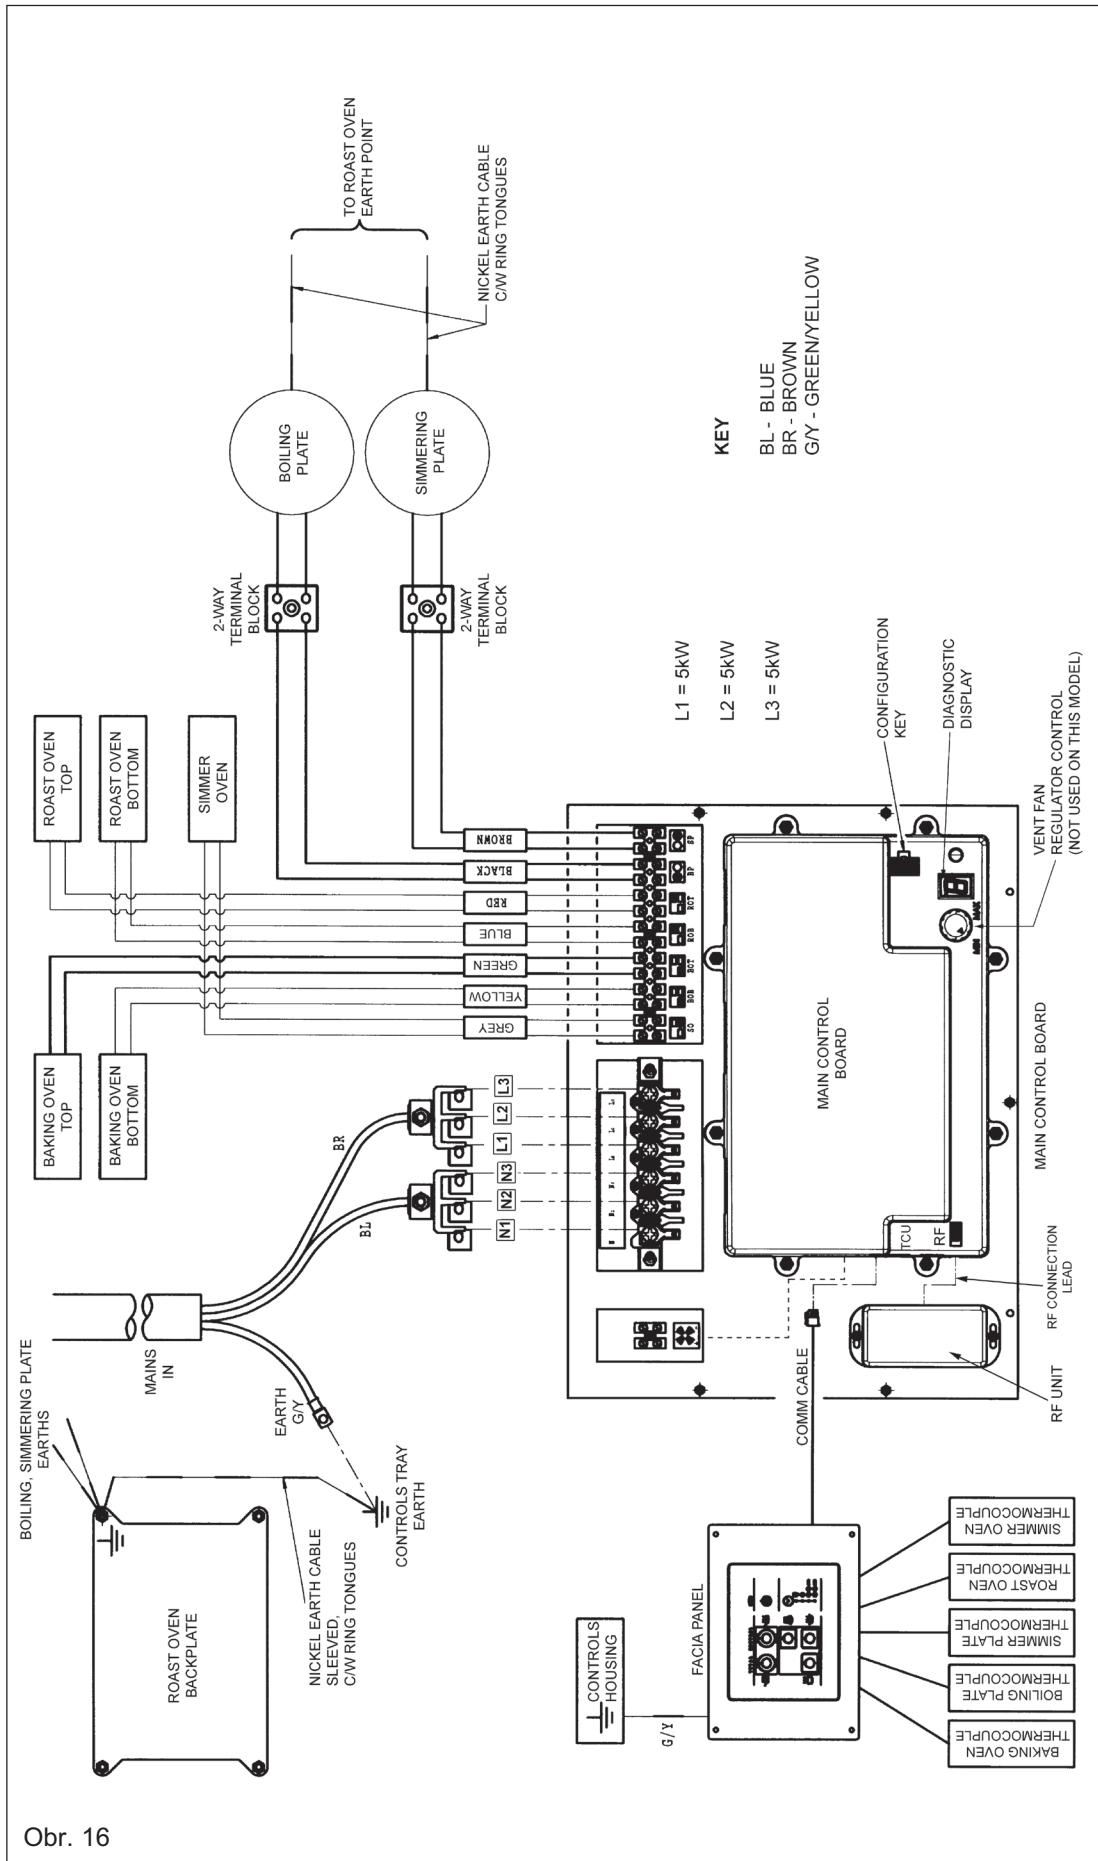 TO ROAST OVEN
EARTH POINT
NICKEL EARTH CABLE
C/W RING TONGUES
BOILING
PLATE
SIMMERING
PLATE
KEY
BL - BLUE
BR - BROWN
G/Y - GREEN/YELLOW
2-WAY
TERMINAL
BLOCK
2-WAY
TERMINAL
BLOCK
L1 = 5kW
L2 = 5kW
L3 = 5kW
ROAST OVEN
TOP
ROAST OVEN
BOTTOM
SIMMER
OVEN
BAKING OVEN
TOP
BAKING OVEN
BOTTOM
BROWN
BLACK
RED
BLUE
GREEN
YELLOW
GREY
SP
BP
ROT
ROB
BOT
BOB
SO
CONFIGURATION
KEY
DIAGNOSTIC
DISPLAY
VENT FAN
REGULATOR CONTROL
(NOT USED ON THIS MODEL)
MIN
MAX
MAIN CONTROL
BOARD
MAIN CONTROL BOARD
TCU
RF
RF CONNECTION
LEAD
RF UNIT
COMM CABLE
BR
BL
L3
L2
L1
N3
N2
N1
MAINS
IN
EARTH
G/Y
BOILING, SIMMERING PLATE
EARTHS
CONTROLS TRAY
EARTH
NICKEL EARTH CABLE
SLEEVED,
C/W RING TONGUES
ROAST OVEN
BACKPLATE
CONTROLS
HOUSING
G/Y
FACIA PANEL
SIMMER OVEN
THERMOCOUPLE
ROAST OVEN
THERMOCOUPLE
SIMMER PLATE
THERMOCOUPLE
BOILING PLATE
THERMOCOUPLE
BAKING OVEN
THERMOCOUPLE
Obr. 16